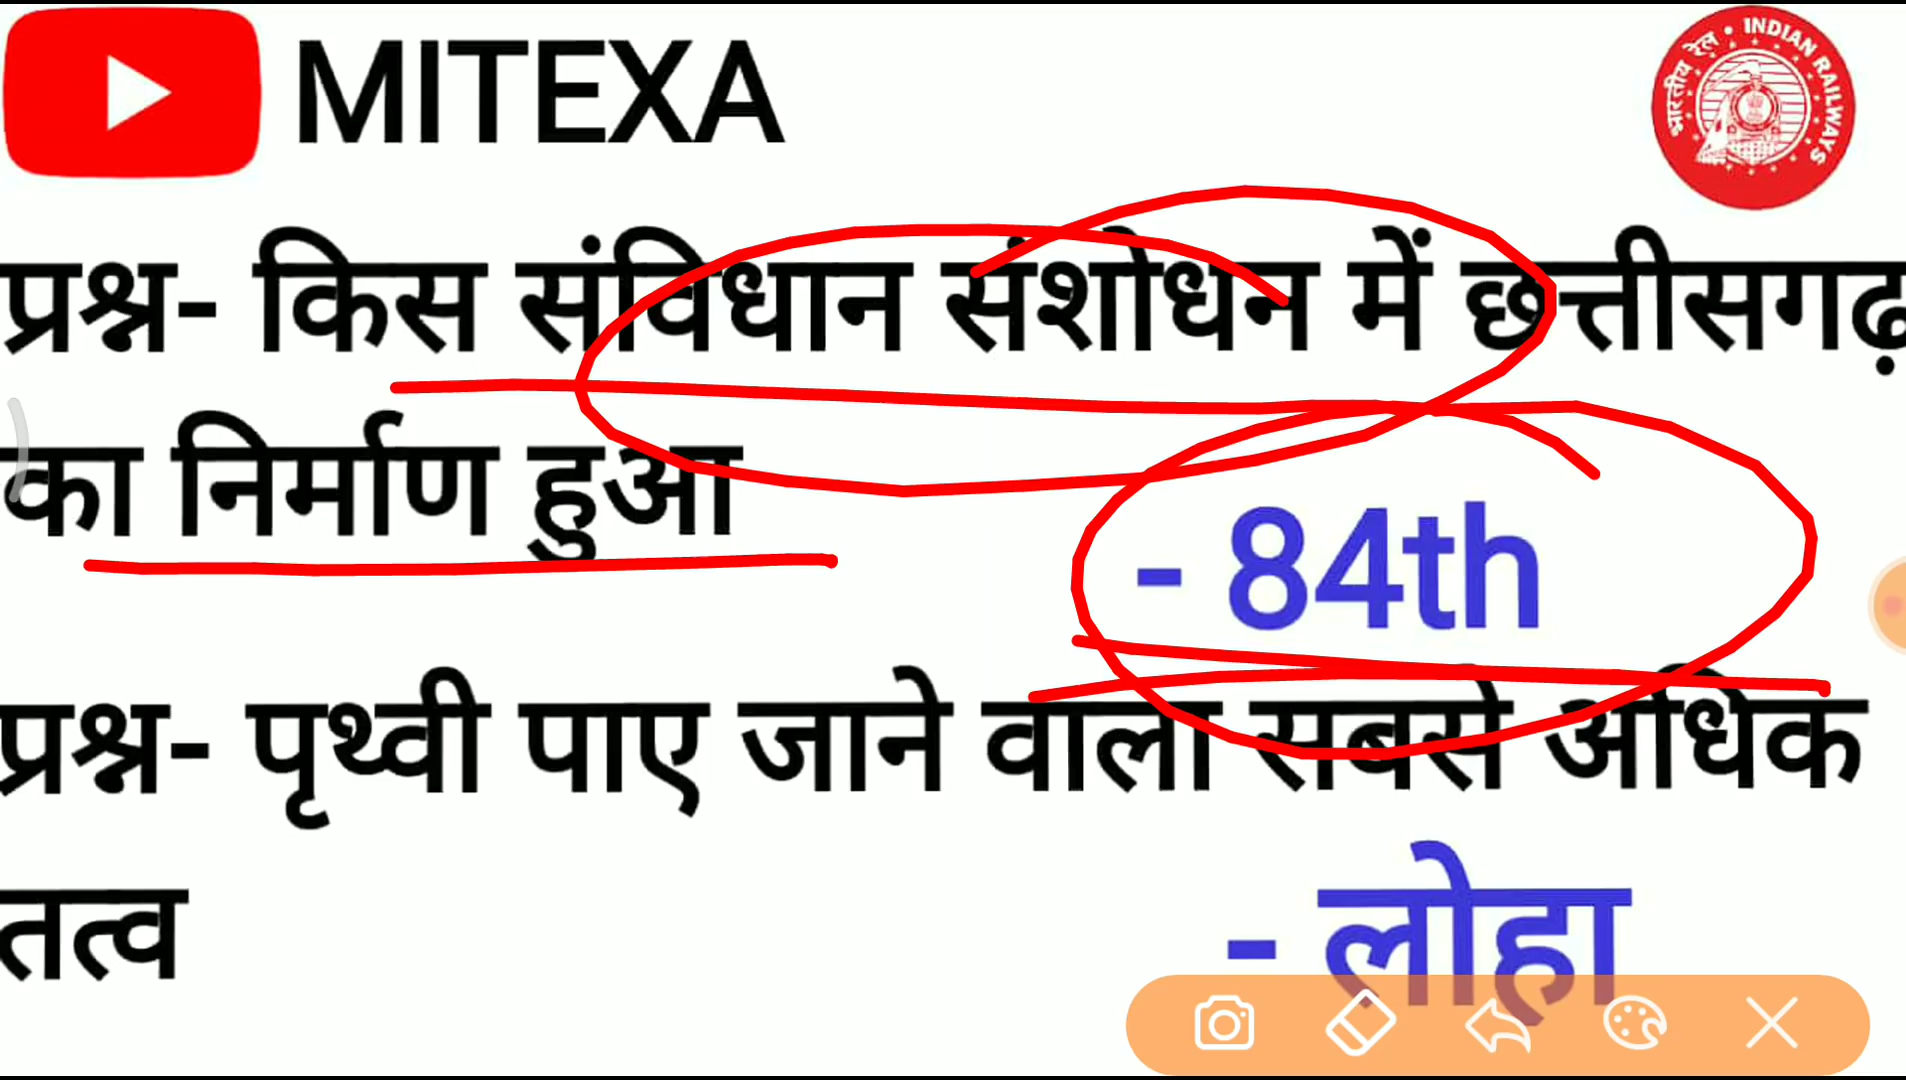 MITEXA
भारतीय रेल • INDIAN RAILWAYS
प्रश्न- किस संविधान संशोधन में छत्तीसगढ़
का निर्माण हुआ
- 84th
प्रश्न- पृथ्वी पाए जाने वाला सबसे अधिक
तत्व
- लोहा